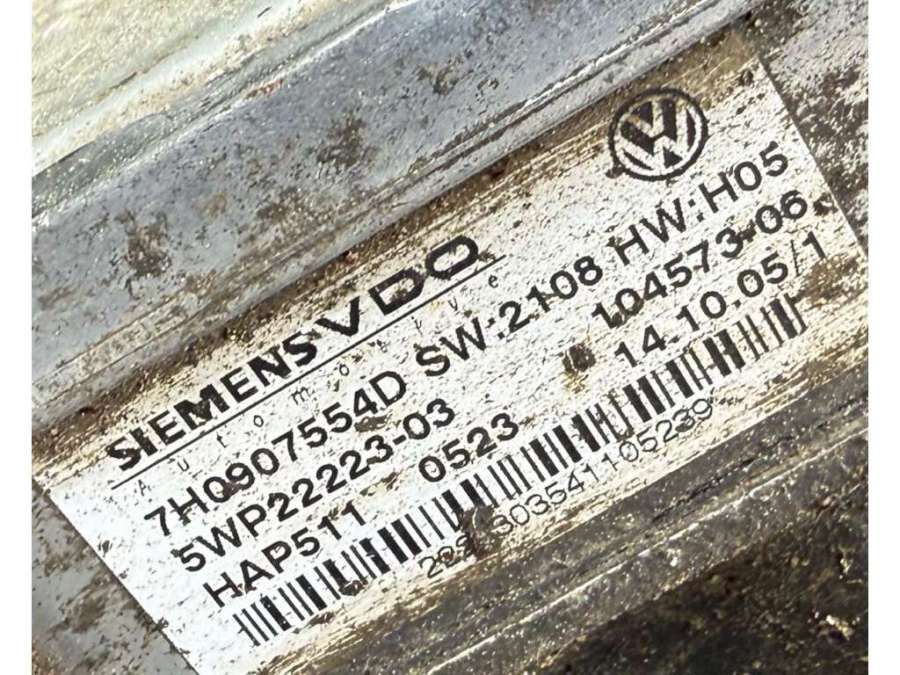 SIEMENS VDO
Automotive
7H0907554D SW:2108 HW:H05
5WP22223-03 104573-06
HAP511 0523 14.10.05/1